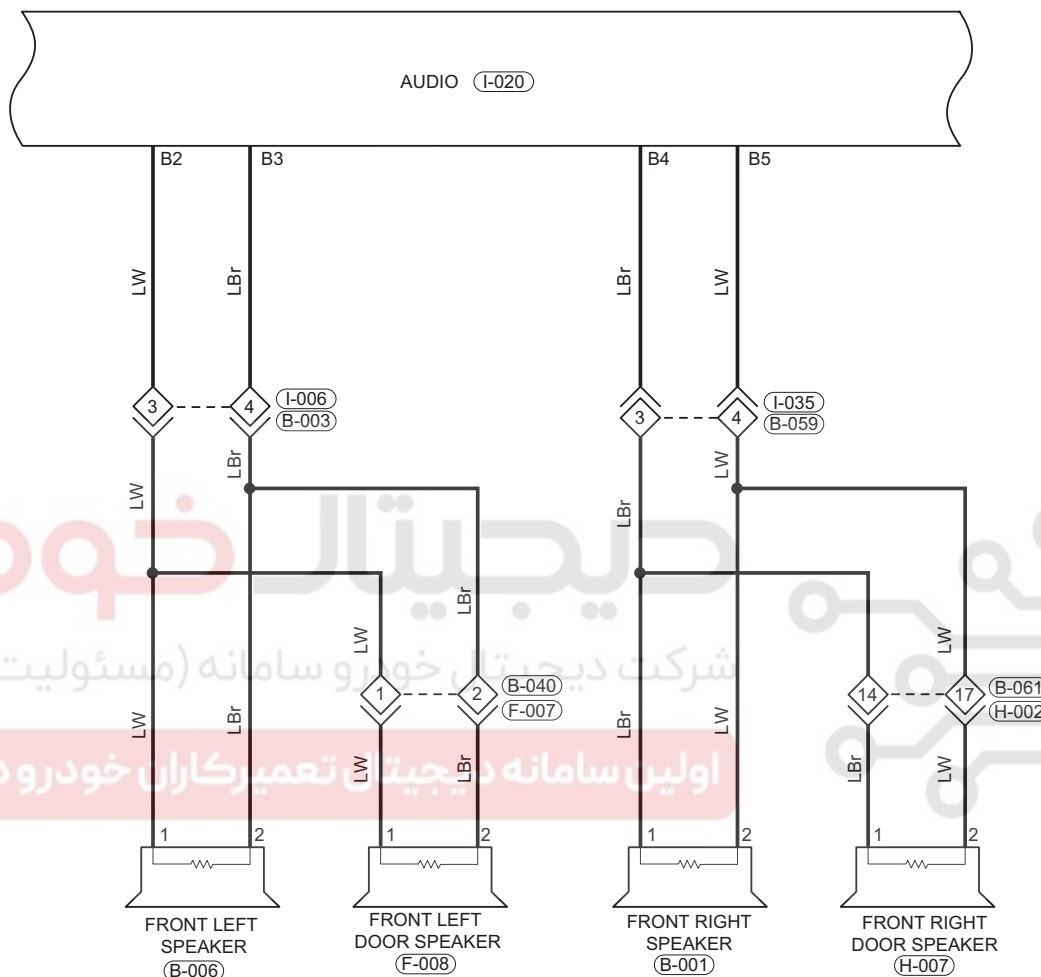 AUDIO I-020
B2 B3 B4 B5
LW LBr LBr LW
3 4 I-006 3 4 I-035
B-003 B-059
LW LBr LBr LW
دیجیتال خودرو
LW LBr LBr LW
شرکت دیجیتال خودرو سامانه (مسئولیت
1 2 B-040 14 17 B-061
F-007 H-002
LW LBr LW LBr LBr LW LBr LW
اولین سامانه دیجیتال تعمیرکاران خودرو د
1 2 1 2 1 2 1 2
FRONT LEFT
SPEAKER
B-006
FRONT LEFT
DOOR SPEAKER
F-008
FRONT RIGHT
SPEAKER
B-001
FRONT RIGHT
DOOR SPEAKER
H-007